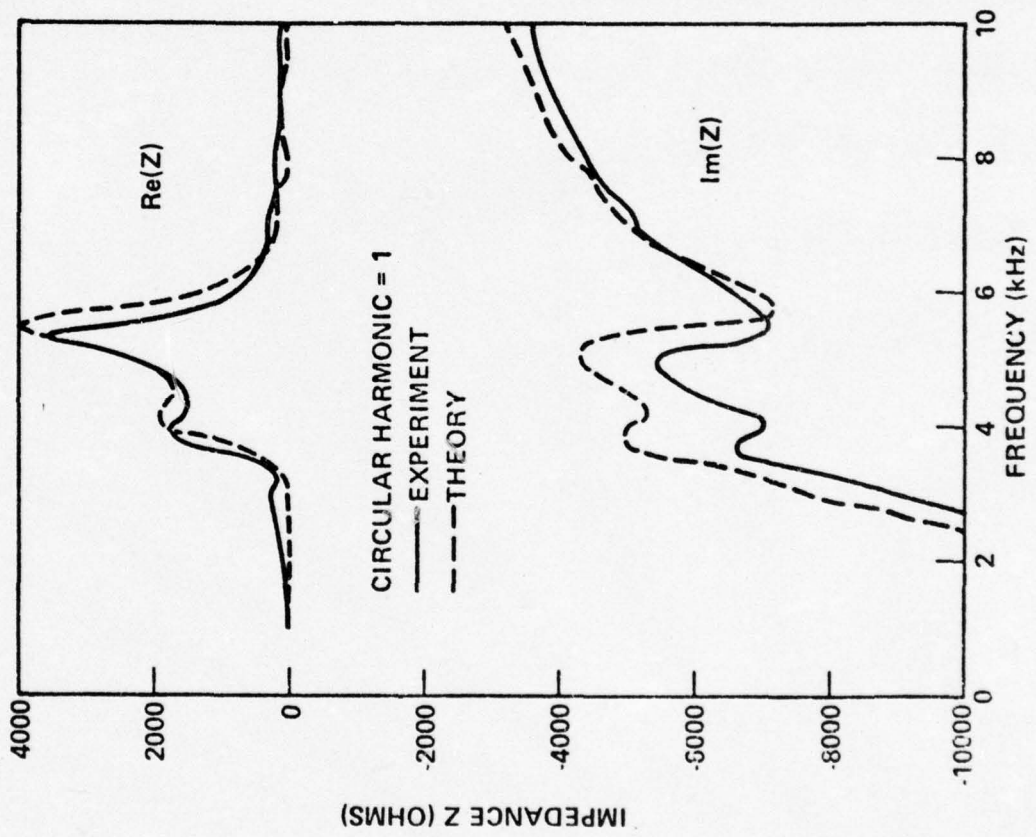 4000
2000
0
-2000
-4000
-6000
-8000
-10000
IMPEDANCE Z (OHMS)
Re(Z)
CIRCULAR HARMONIC = 1
EXPERIMENT
THEORY
Im(Z)
0
2
4
6
8
10
FREQUENCY (kHz)